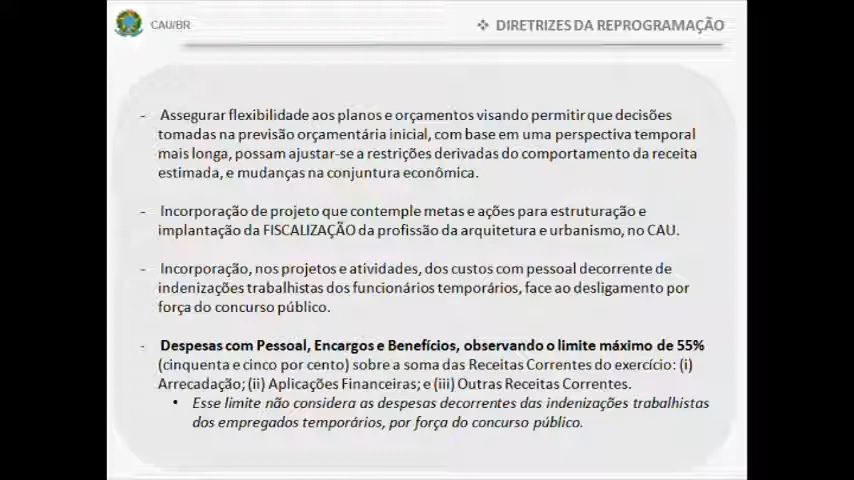 CAU/BR
❖ DIRETRIZES DA REPROGRAMAÇÃO
- Assegurar flexibilidade aos planos e orçamentos visando permitir que decisões
tomadas na previsão orçamentária inicial, com base em uma perspectiva temporal
mais longa, possam ajustar-se a restrições derivadas do comportamento da receita
estimada, e mudanças na conjuntura econômica.
- Incorporação de projeto que contemple metas e ações para estruturação e
implantação da FISCALIZAÇÃO da profissão da arquitetura e urbanismo, no CAU.
- Incorporação, nos projetos e atividades, dos custos com pessoal decorrente de
indenizações trabalhistas dos funcionários temporários, face ao desligamento por
força do concurso público.
- Despesas com Pessoal, Encargos e Benefícios, observando o limite máximo de 55%
(cinquenta e cinco por cento) sobre a soma das Receitas Correntes do exercício: (i)
Arrecadação; (ii) Aplicações Financeiras; e (iii) Outras Receitas Correntes.
• Esse limite não considera as despesas decorrentes das indenizações trabalhistas
dos empregados temporários, por força do concurso público.